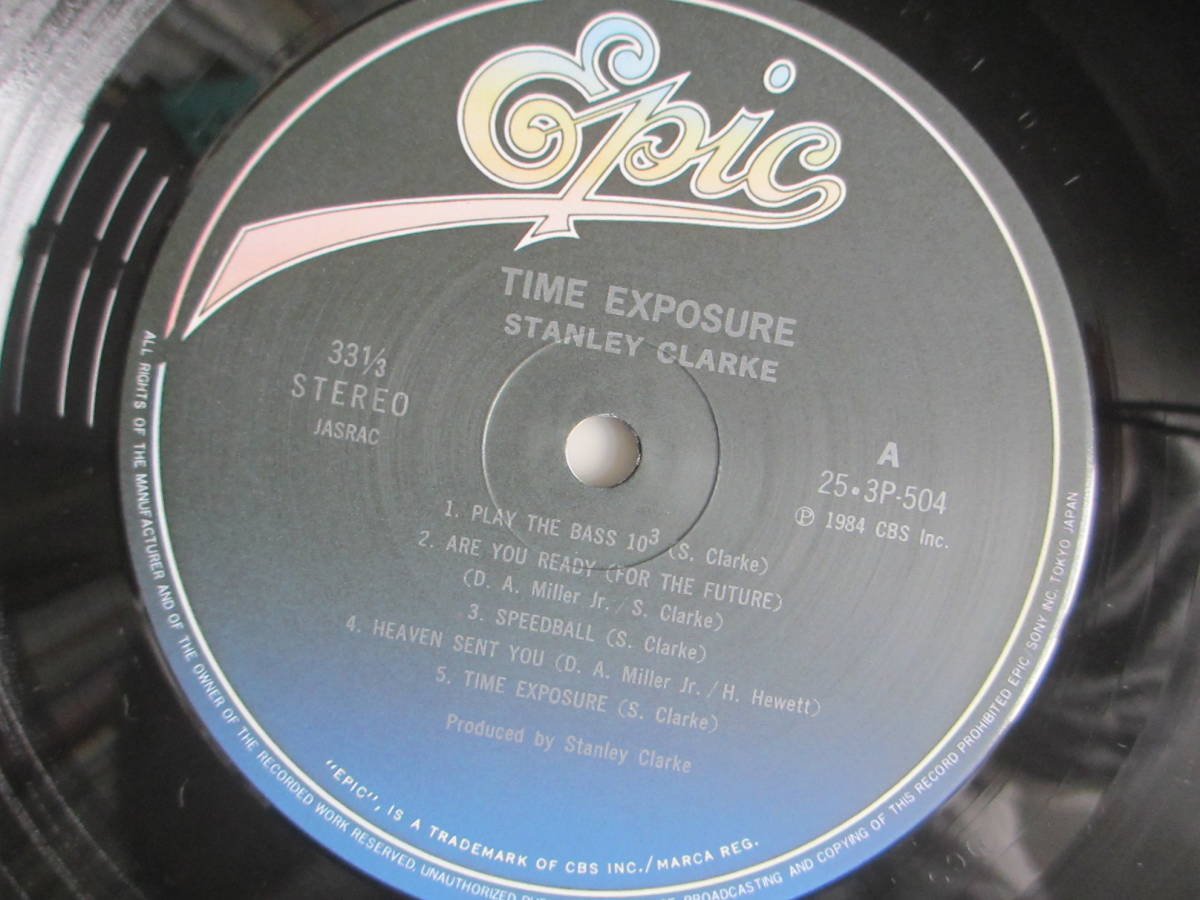 Epic
TIME EXPOSURE
STANLEY CLARKE
33⅓
STEREO
JASRAC
A
25•3P-504
Ⓟ 1984 CBS Inc.
1. PLAY THE BASS 10³ (S. Clarke)
2. ARE YOU READY (FOR THE FUTURE)
(D. A. Miller Jr. / S. Clarke)
3. SPEEDBALL (S. Clarke)
4. HEAVEN SENT YOU (D. A. Miller Jr. / H. Hewett)
5. TIME EXPOSURE (S. Clarke)
Produced by Stanley Clarke
"EPIC", IS A TRADEMARK OF CBS INC./MARCA REG.
ALL RIGHTS OF THE MANUFACTURER AND OF THE OWNER OF THE RECORDED WORK RESERVED. UNAUTHORIZED BROADCASTING AND COPYING OF THIS RECORD PROHIBITED EPIC/SONY INC. TOKYO JAPAN